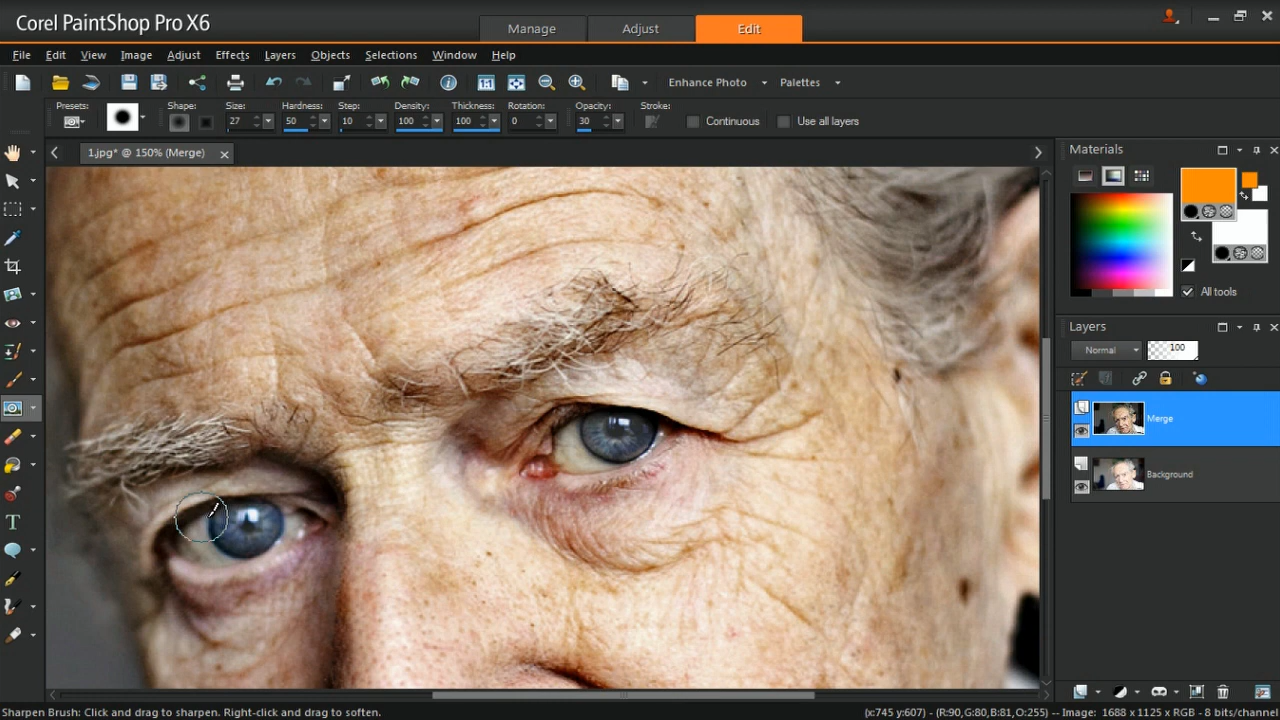 Corel PaintShop Pro X6
Manage
Adjust
Edit
File Edit View Image Adjust Effects Layers Objects Selections Window Help
Enhance Photo Palettes
Presets: Shape: Size: Hardness: Step: Density: Thickness: Rotation: Opacity: Stroke:
27 50 10 100 100 0 30 Continuous Use all layers
1.jpg* @ 150% (Merge)
Materials
All tools
Layers
Normal 100
Merge
Background
Sharpen Brush: Click and drag to sharpen. Right-click and drag to soften.
(x:745 y:607) -- (R:90,G:80,B:81,O:255) -- Image: 1688 x 1125 x RGB - 8 bits/channel